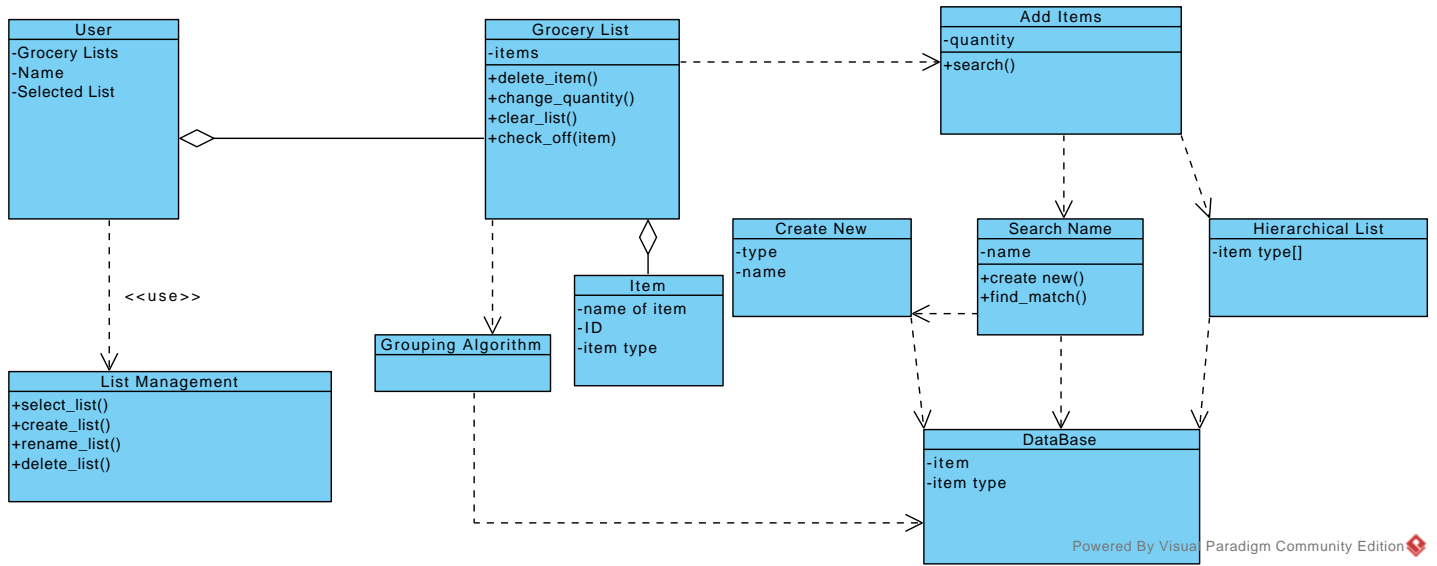 User
-Grocery Lists
-Name
-Selected List
Grocery List
-items
+delete_item()
+change_quantity()
+clear_list()
+check_off(item)
Add Items
-quantity
+search()
Create New
-type
-name
Search Name
-name
+create new()
+find_match()
Hierarchical List
-item type[]
<<use>>
Item
-name of item
-ID
-item type
Grouping Algorithm
List Management
+select_list()
+create_list()
+rename_list()
+delete_list()
DataBase
-item
-item type
Powered By Visual Paradigm Community Edition